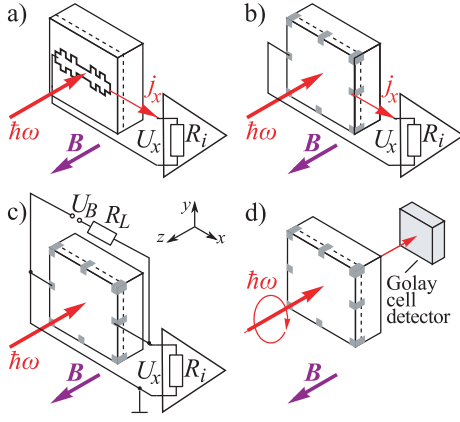 a)
ħω
B
j_x
U_x
R_i
b)
ħω
B
j_x
U_x
R_i
c)
U_B
R_L
y
z
x
ħω
B
U_x
R_i
d)
ħω
Golay
cell
detector
B